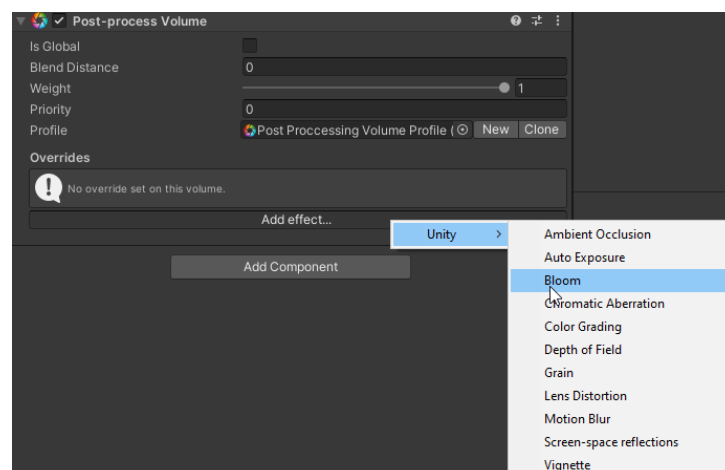 Post-process Volume
Is Global
Blend Distance 0
Weight 1
Priority 0
Profile Post Proccessing Volume Profile ( New Clone
Overrides
No override set on this volume.
Add effect...
Unity
Add Component
Ambient Occlusion
Auto Exposure
Bloom
Chromatic Aberration
Color Grading
Depth of Field
Grain
Lens Distortion
Motion Blur
Screen-space reflections
Vignette